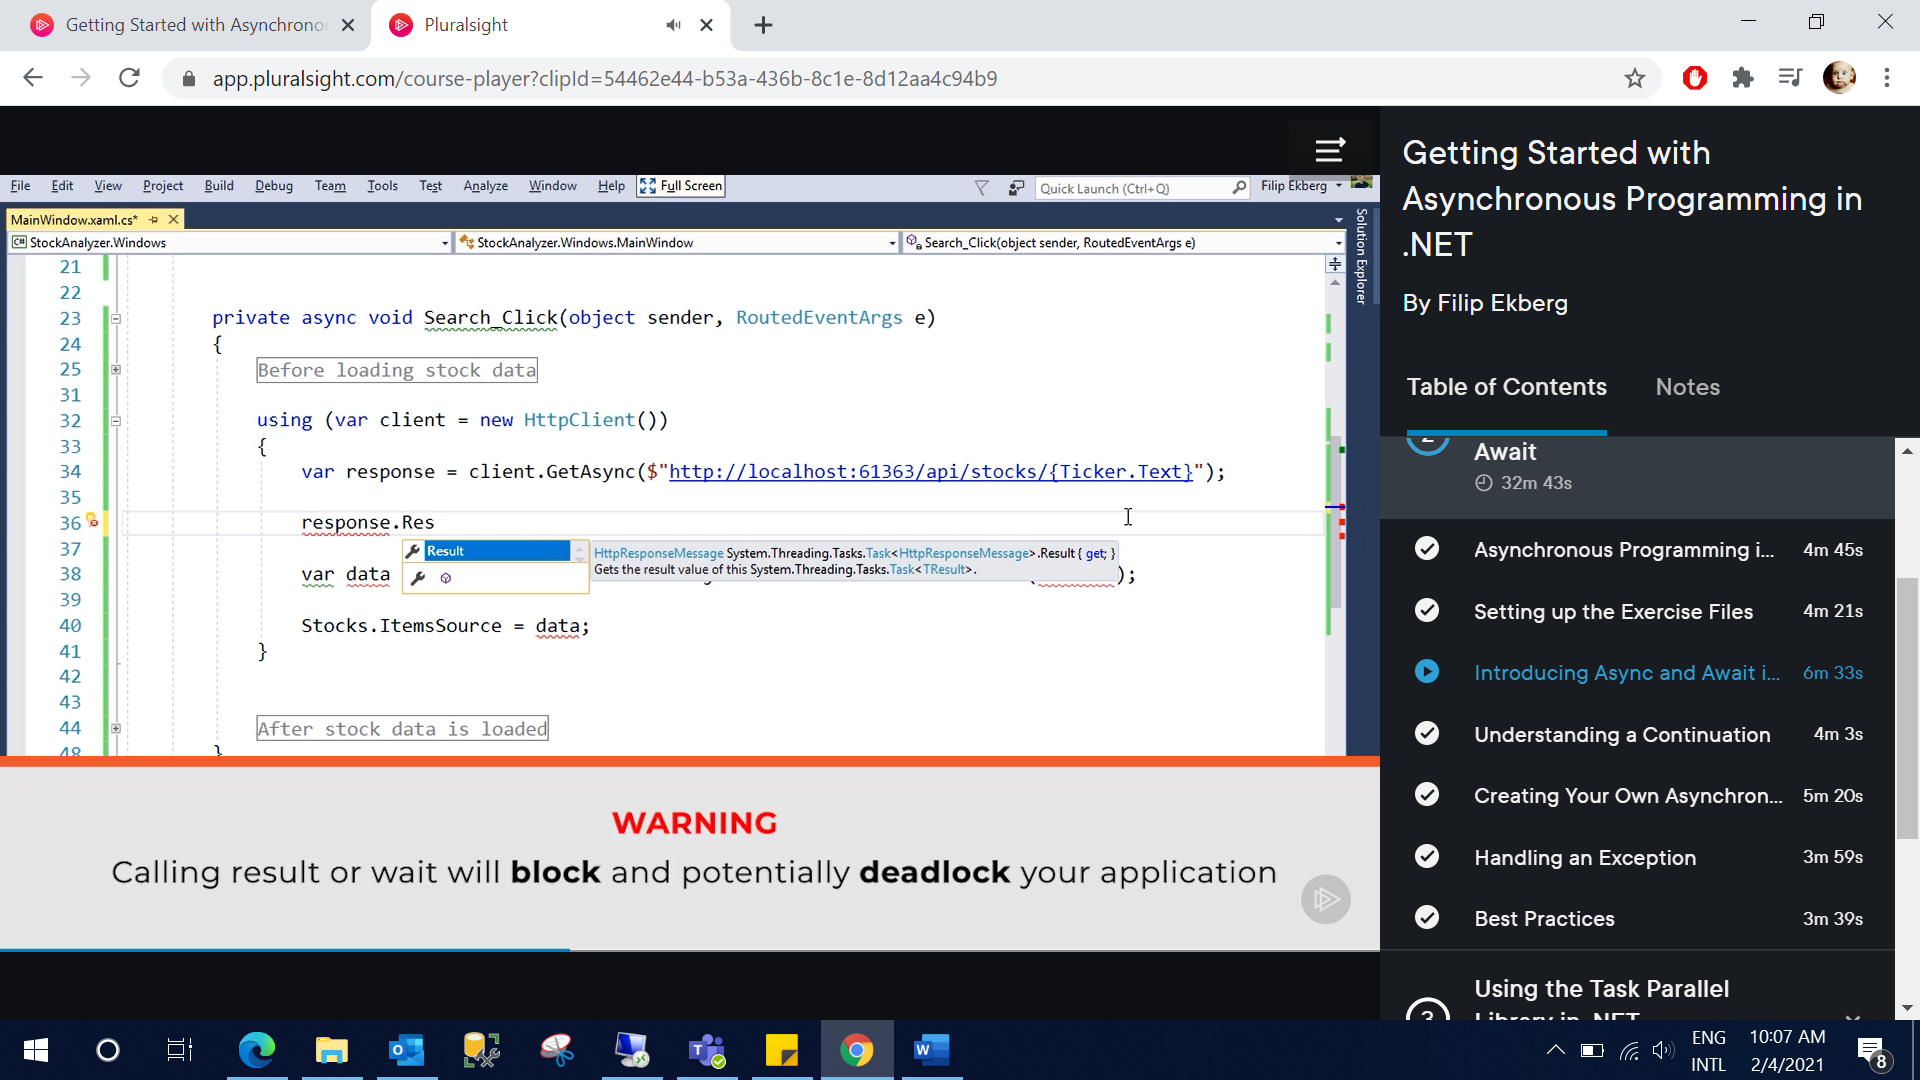 Getting Started with Asynchrono
Pluralsight
app.pluralsight.com/course-player?clipId=54462e44-b53a-436b-8c1e-8d12aa4c94b9
File Edit View Project Build Debug Team Tools Test Analyze Window Help Full Screen
Quick Launch (Ctrl+Q)
Filip Ekberg
MainWindow.xaml.cs*
C# StockAnalyzer.Windows
StockAnalyzer.Windows.MainWindow
Search_Click(object sender, RoutedEventArgs e)
Solution Explorer
21
22
23 private async void Search_Click(object sender, RoutedEventArgs e)
24 {
25 Before loading stock data
31
32 using (var client = new HttpClient())
33 {
34 var response = client.GetAsync($"http://localhost:61363/api/stocks/{Ticker.Text}");
35
36 response.Res
37 Result
HttpResponseMessage System.Threading.Tasks.Task<HttpResponseMessage>.Result { get; }
Gets the result value of this System.Threading.Tasks.Task<TResult>.
38 var data );
39
40 Stocks.ItemsSource = data;
41 }
42
43
44 After stock data is loaded
48 }
WARNING
Calling result or wait will block and potentially deadlock your application
Getting Started with
Asynchronous Programming in
.NET
By Filip Ekberg
Table of Contents
Notes
2
Await
32m 43s
Asynchronous Programming i... 4m 45s
Setting up the Exercise Files 4m 21s
Introducing Async and Await i... 6m 33s
Understanding a Continuation 4m 3s
Creating Your Own Asynchron... 5m 20s
Handling an Exception 3m 59s
Best Practices 3m 39s
3
Using the Task Parallel
Library in .NET
ENG
INTL
10:07 AM
2/4/2021
8